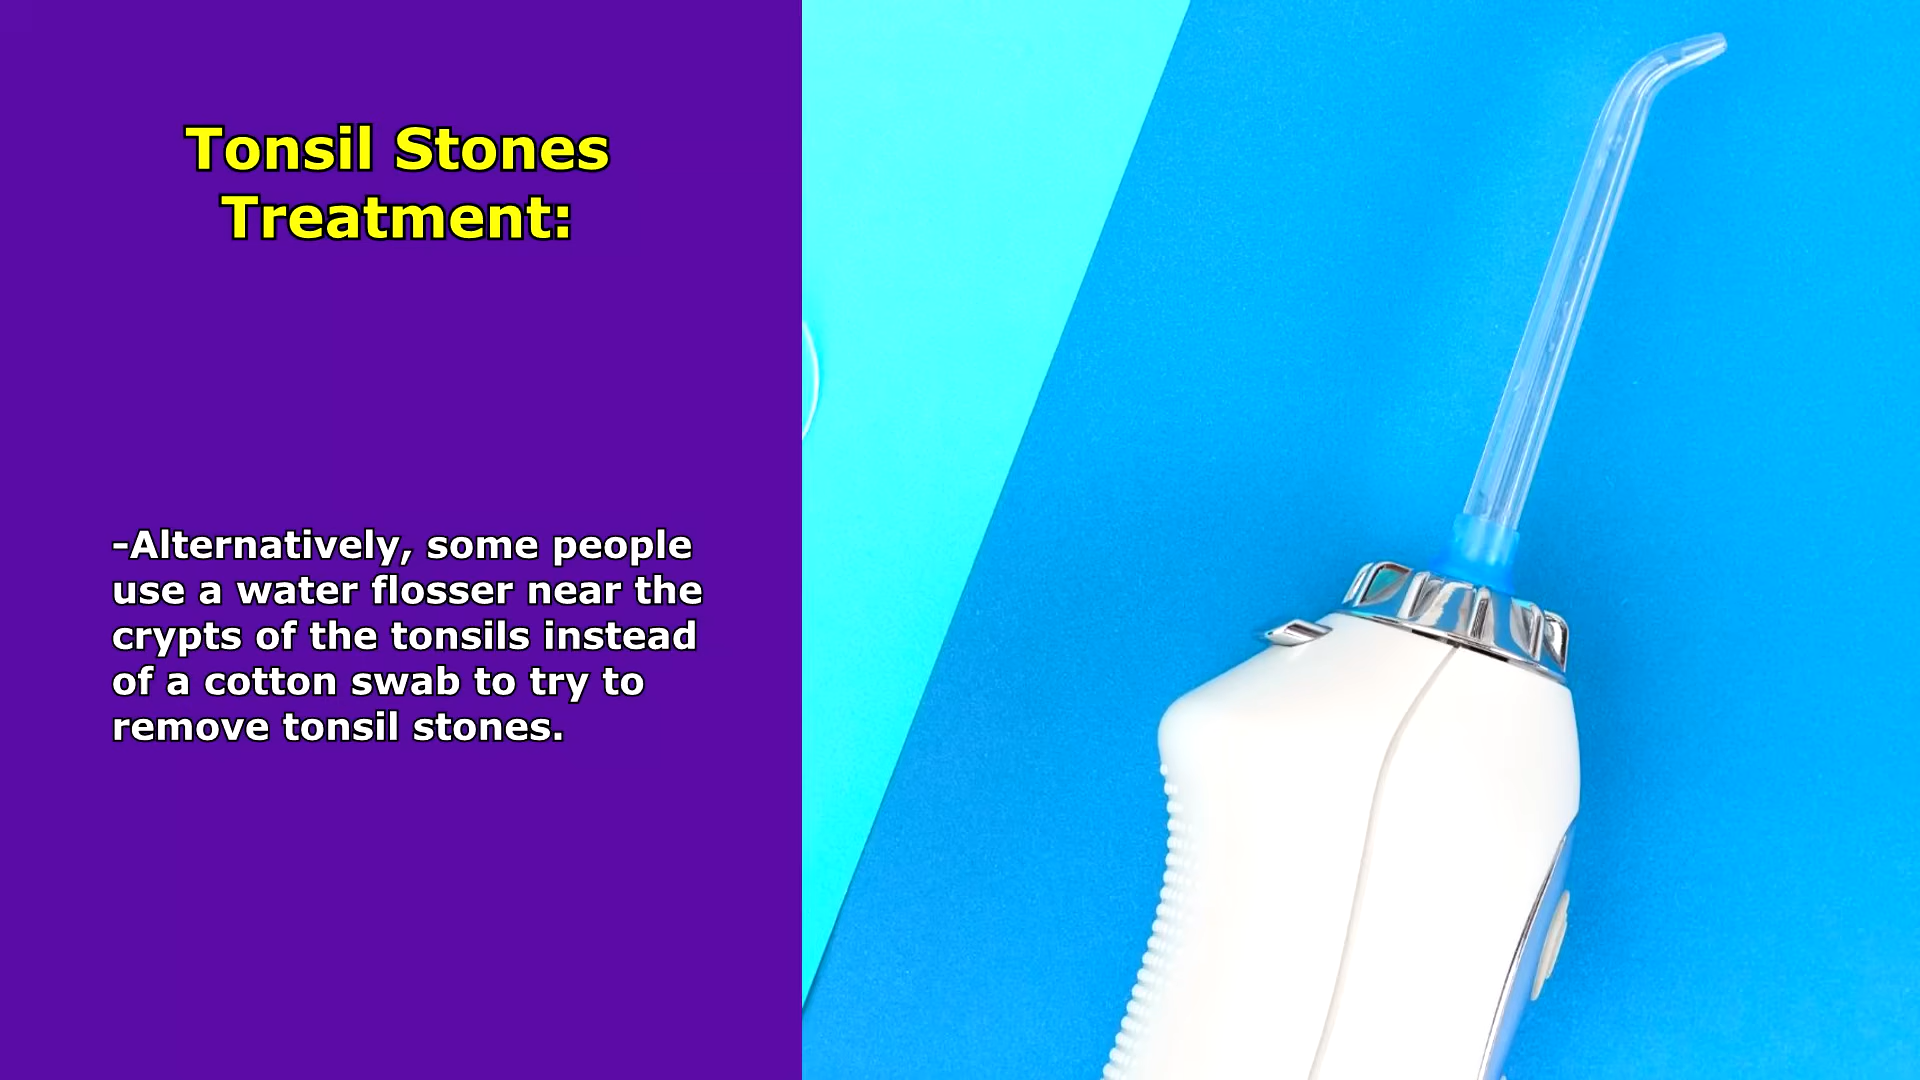 Tonsil Stones
Treatment:
-Alternatively, some people
use a water flosser near the
crypts of the tonsils instead
of a cotton swab to try to
remove tonsil stones.